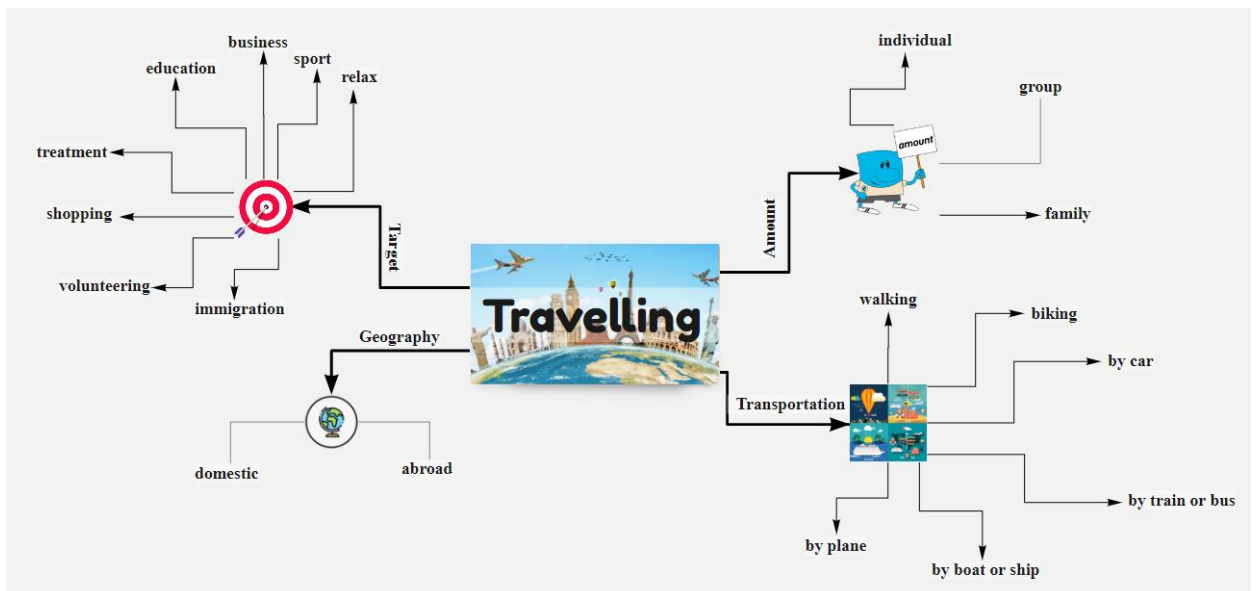 business
sport
education
relax
treatment
shopping
volunteering
immigration
Target
Geography
domestic
abroad
Travelling
Amount
individual
group
amount
family
Transportation
walking
biking
by car
by train or bus
by plane
by boat or ship